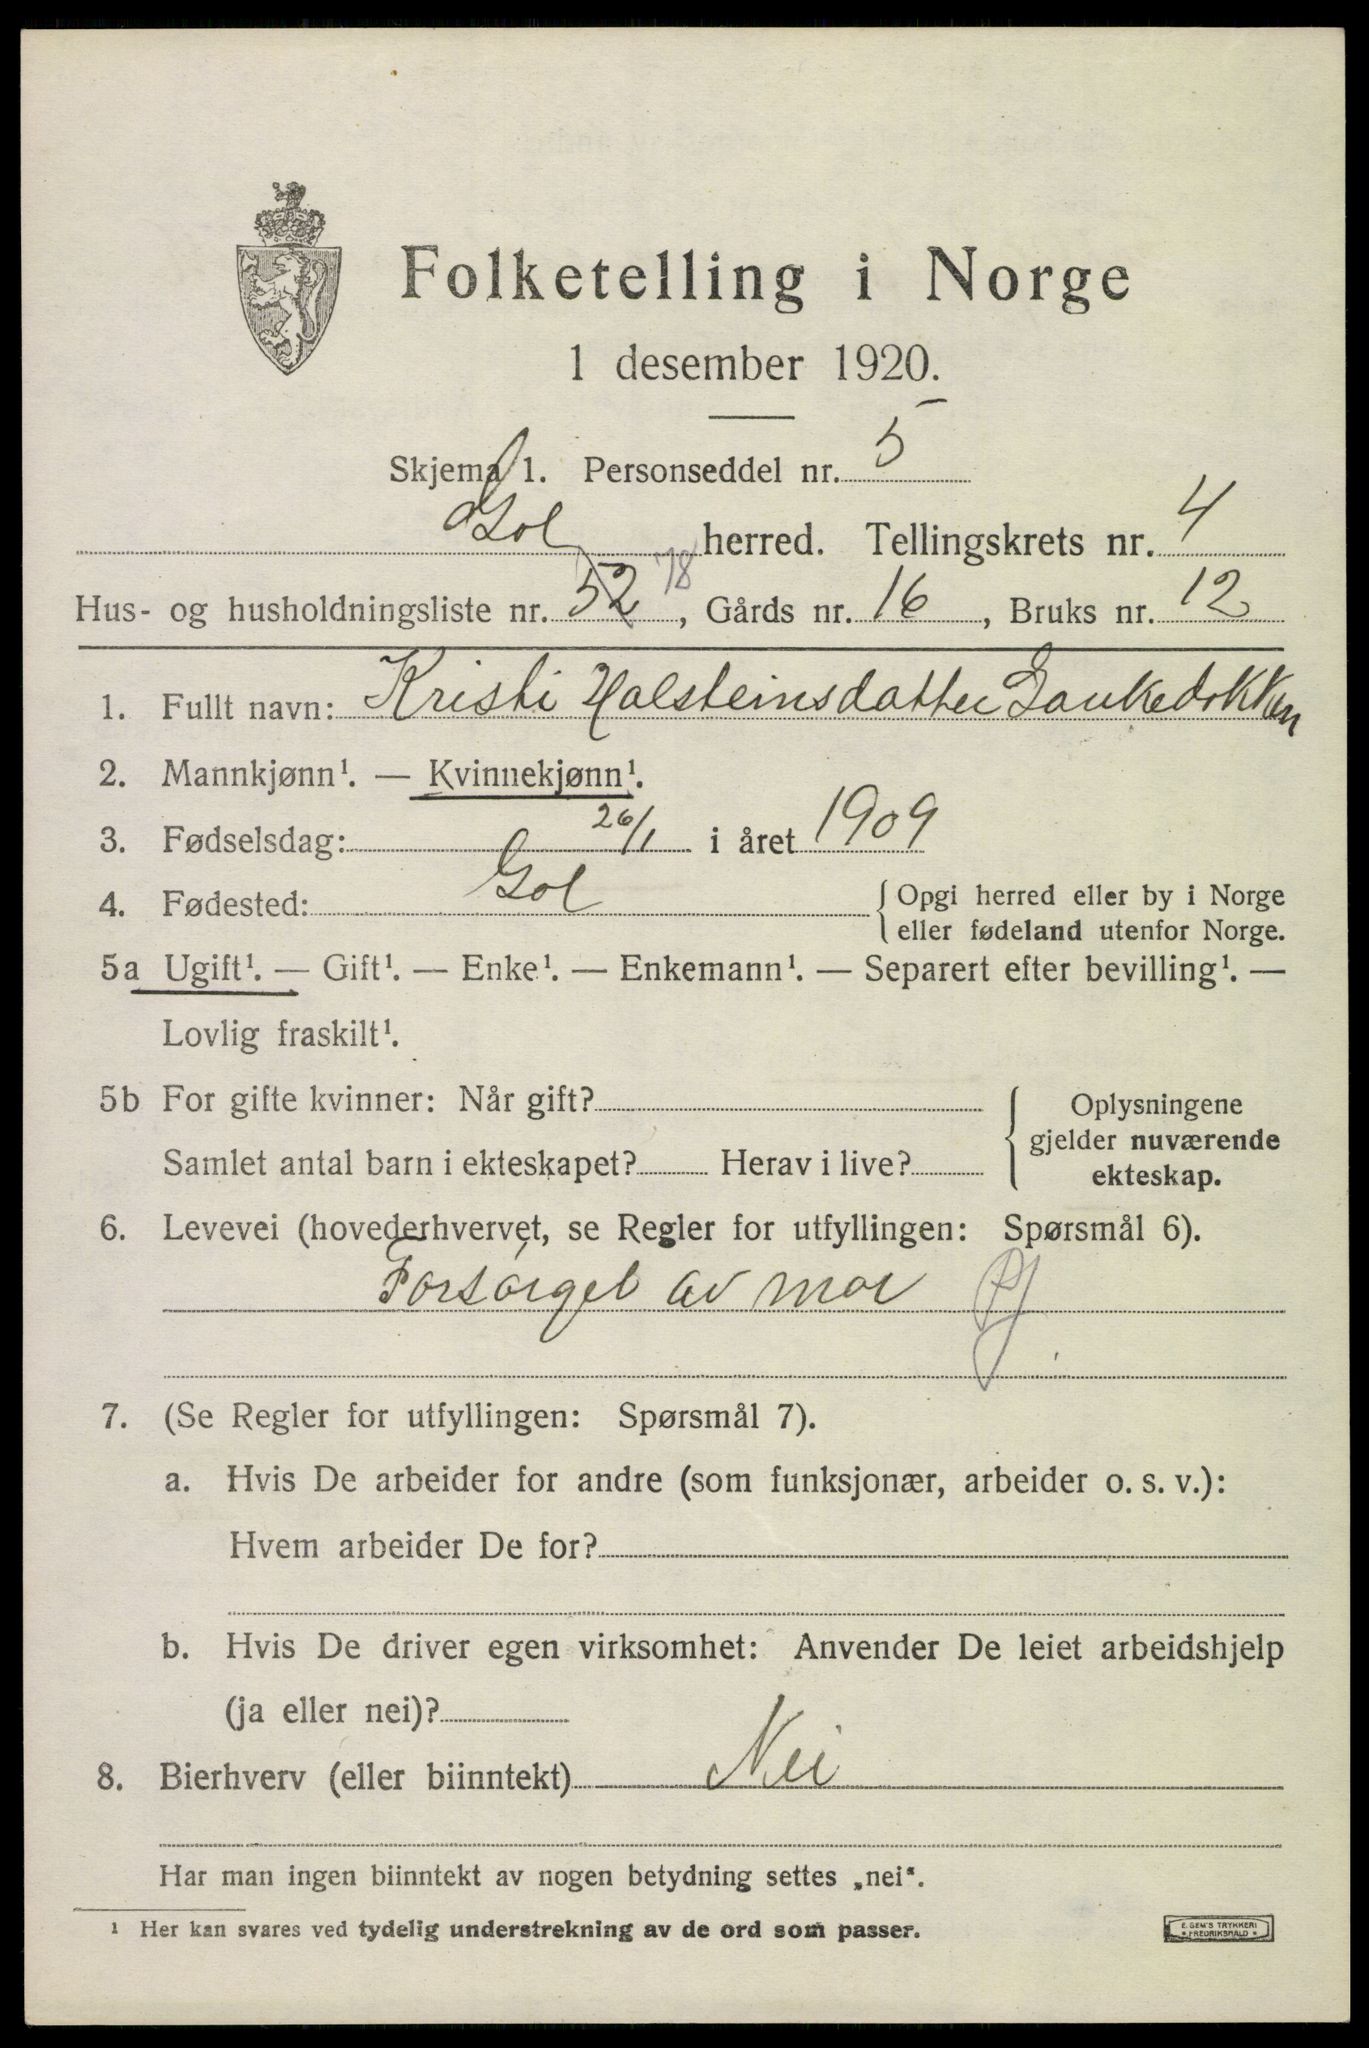 Folketelling i Norge
1 desember 1920.
Skjema 1. Personseddel nr. 5
Gol herred. Tellingskrets nr. 4
Hus- og husholdningsliste nr. 52 78, Gårds nr. 16, Bruks nr. 12
1. Fullt navn: Kristi Halsteinsdatter Gaukedokken
2. Mannkjønn¹. — Kvinnekjønn¹.
3. Fødselsdag: 26/1 i året 1909
4. Fødested: Gol { Opgi herred eller by i Norge
eller fødeland utenfor Norge.
5a Ugift¹. — Gift¹. — Enke¹. — Enkemann¹. — Separert efter bevilling¹. —
Lovlig fraskilt¹.
5b For gifte kvinner: Når gift?
Samlet antal barn i ekteskapet? Herav i live?
{ Oplysningene
gjelder nuværende
ekteskap.
6. Levevei (hovederhvervet, se Regler for utfyllingen: Spørsmål 6).
Forsörget av mor
7. (Se Regler for utfyllingen: Spørsmål 7).
a. Hvis De arbeider for andre (som funksjonær, arbeider o. s. v.):
Hvem arbeider De for?
b. Hvis De driver egen virksomhet: Anvender De leiet arbeidshjelp
(ja eller nei)?
8. Bierhverv (eller biinntekt) Nei
Har man ingen biinntekt av nogen betydning settes „nei“.
¹ Her kan svares ved tydelig understrekning av de ord som passer.
E. SEM'S TRYKKERI
FREDRIKSHALD